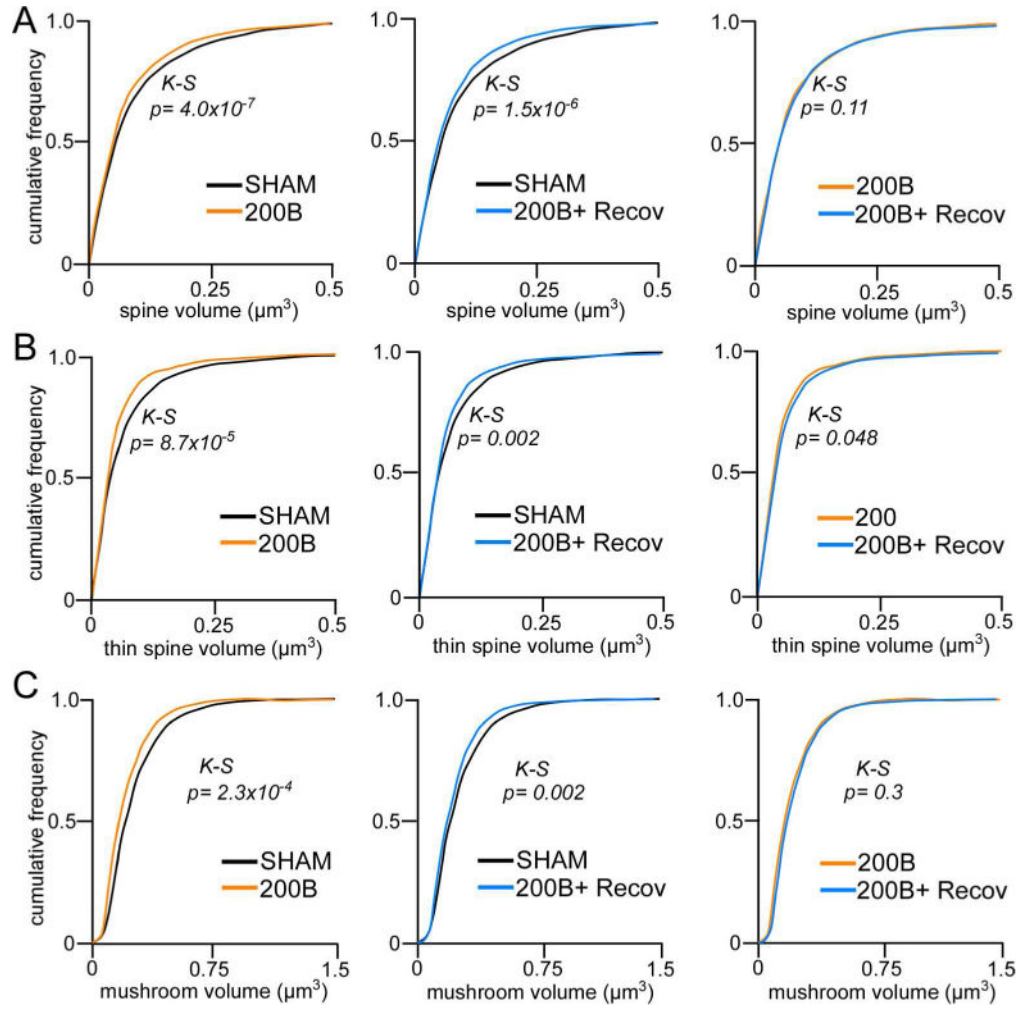 A
1.0
0.5
0
cumulative frequency
K-S
p= 4.0x10-7
SHAM
200B
0 0.25 0.5
spine volume (µm3)
1.0
0.5
0
K-S
p= 1.5x10-6
SHAM
200B+ Recov
0 0.25 0.5
spine volume (µm3)
1.0
0.5
0
K-S
p= 0.11
200B
200B+ Recov
0 0.25 0.5
spine volume (µm3)
B
1.0
0.5
0
cumulative frequency
K-S
p= 8.7x10-5
SHAM
200B
0 0.25 0.5
thin spine volume (µm3)
1.0
0.5
0
K-S
p= 0.002
SHAM
200B+ Recov
0 0.25 0.5
thin spine volume (µm3)
1.0
0.5
0
K-S
p= 0.048
200
200B+ Recov
0 0.25 0.5
thin spine volume (µm3)
C
1.0
0.5
0
cumulative frequency
K-S
p= 2.3x10-4
SHAM
200B
0 0.75 1.5
mushroom volume (µm3)
1.0
0.5
0
K-S
p= 0.002
SHAM
200B+ Recov
0 0.75 1.5
mushroom volume (µm3)
1.0
0.5
0
K-S
p= 0.3
200B
200B+ Recov
0 0.75 1.5
mushroom volume (µm3)